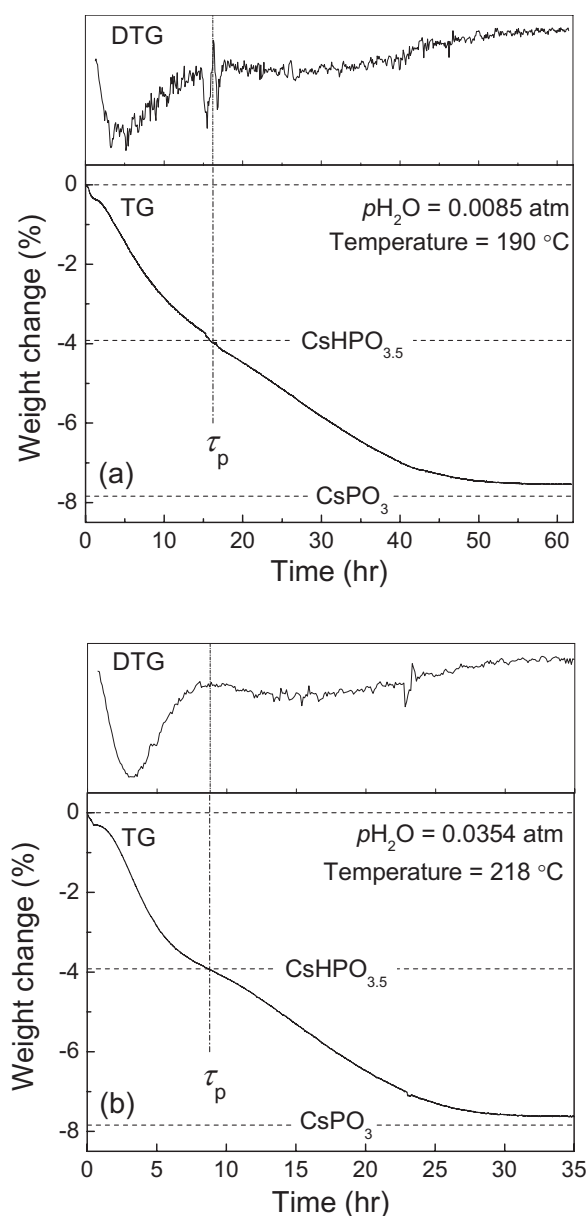 DTG
0
TG
pH₂O = 0.0085 atm
Temperature = 190 °C
-2
CsHPO₃.₅
-4
τₚ
-6
(a)
CsPO₃
-8
0 10 20 30 40 50 60
Time (hr)
Weight change (%)
DTG
0
TG
pH₂O = 0.0354 atm
Temperature = 218 °C
-2
CsHPO₃.₅
-4
τₚ
-6
(b)
CsPO₃
-8
0 5 10 15 20 25 30 35
Time (hr)
Weight change (%)